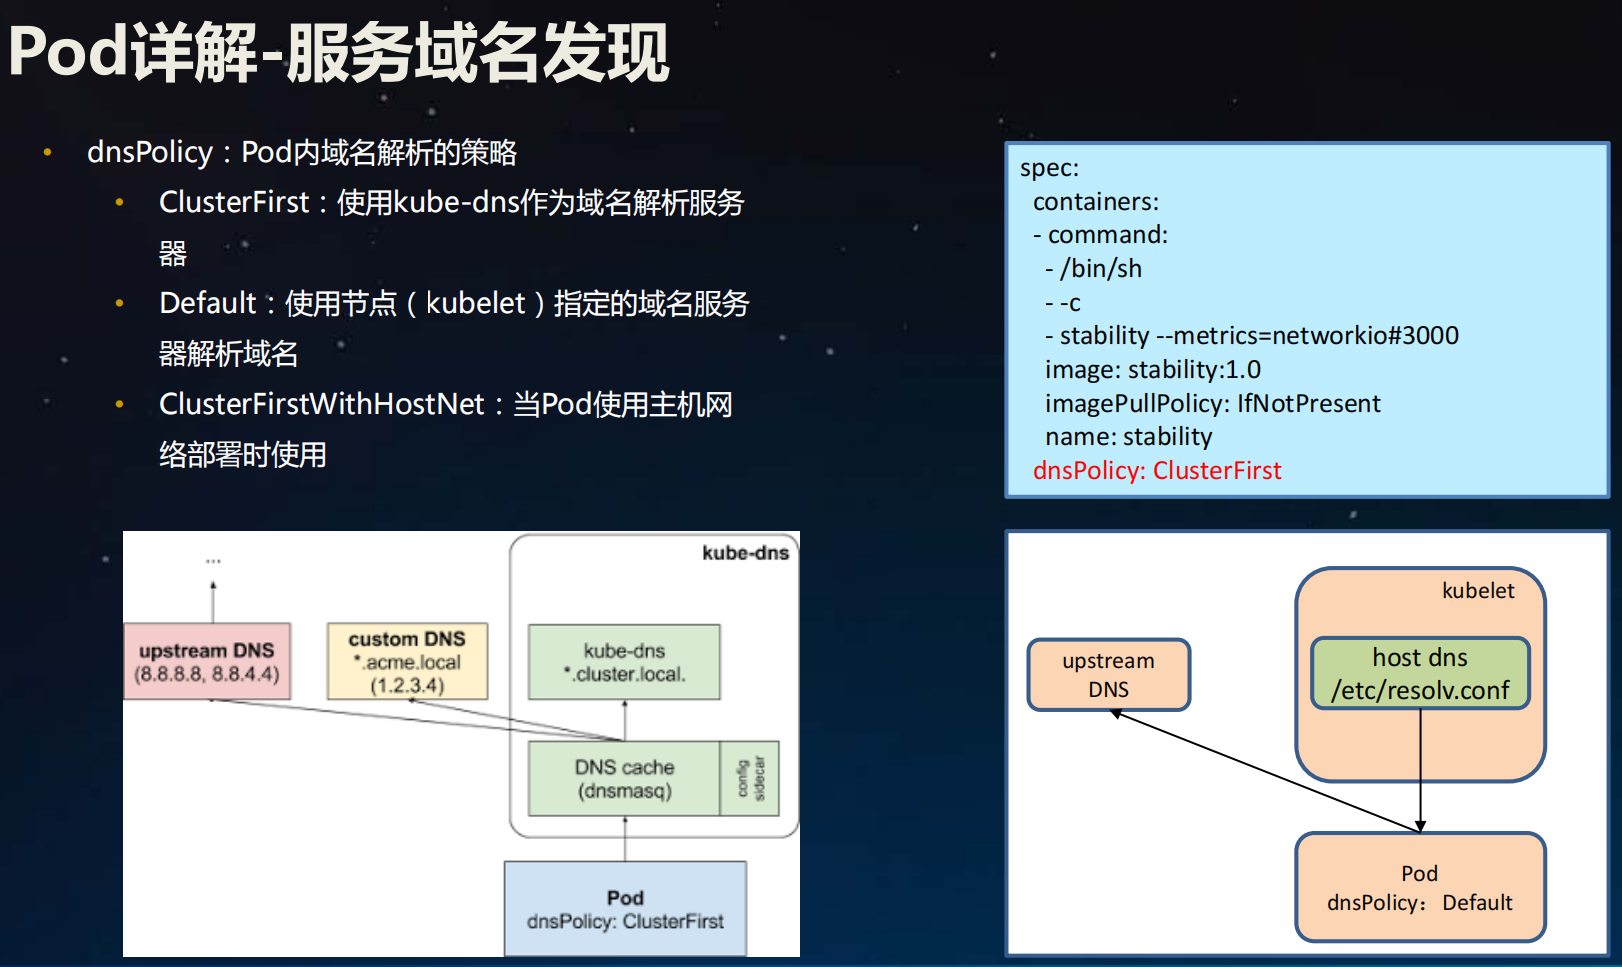 Pod详解-服务域名发现
• dnsPolicy：Pod内域名解析的策略
• ClusterFirst：使用kube-dns作为域名解析服务
器
• Default：使用节点（kubelet）指定的域名服务
器解析域名
• ClusterFirstWithHostNet：当Pod使用主机网
络部署时使用
spec:
containers:
- command:
- /bin/sh
- -c
- stability --metrics=networkio#3000
image: stability:1.0
imagePullPolicy: IfNotPresent
name: stability
dnsPolicy: ClusterFirst
...
kube-dns
upstream DNS
(8.8.8.8, 8.8.4.4)
custom DNS
*.acme.local
(1.2.3.4)
kube-dns
*.cluster.local.
DNS cache
(dnsmasq)
config
sidecar
Pod
dnsPolicy: ClusterFirst
kubelet
upstream
DNS
host dns
/etc/resolv.conf
Pod
dnsPolicy： Default